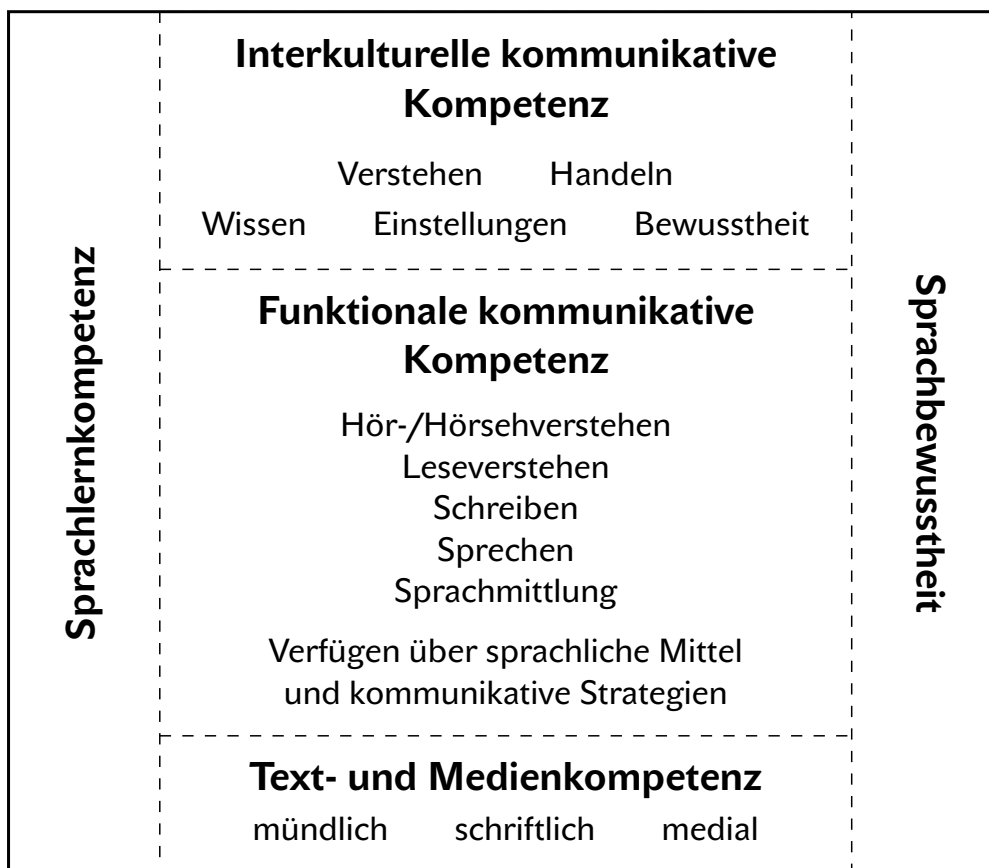 Sprachlernkompetenz
Interkulturelle kommunikative
Kompetenz
Verstehen Handeln
Wissen Einstellungen Bewusstheit
Funktionale kommunikative
Kompetenz
Hör-/Hörsehverstehen
Leseverstehen
Schreiben
Sprechen
Sprachmittlung
Verfügen über sprachliche Mittel
und kommunikative Strategien
Text- und Medienkompetenz
mündlich schriftlich medial
Sprachbewusstheit